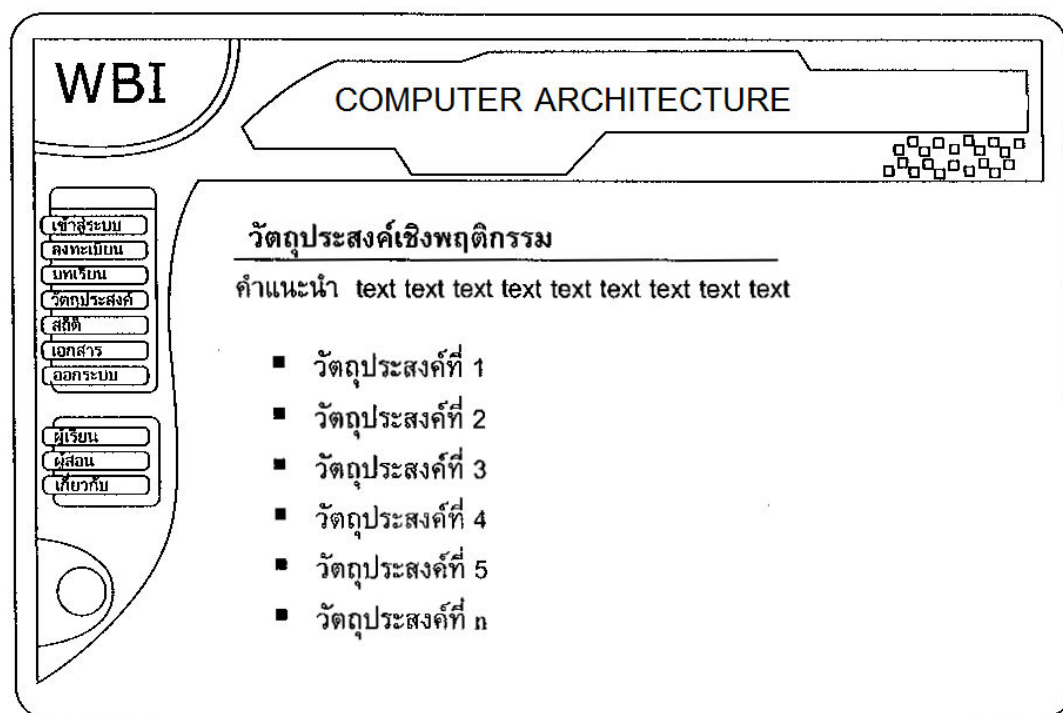 WBI
COMPUTER ARCHITECTURE
เข้าสู่ระบบ
ลงทะเบียน
บทเรียน
วัตถุประสงค์
สถิติ
เอกสาร
ออกระบบ
ผู้เรียน
ผู้สอน
เกี่ยวกับ
วัตถุประสงค์เชิงพฤติกรรม
คำแนะนำ text text text text text text text text text
▪ วัตถุประสงค์ที่ 1
▪ วัตถุประสงค์ที่ 2
▪ วัตถุประสงค์ที่ 3
▪ วัตถุประสงค์ที่ 4
▪ วัตถุประสงค์ที่ 5
▪ วัตถุประสงค์ที่ n